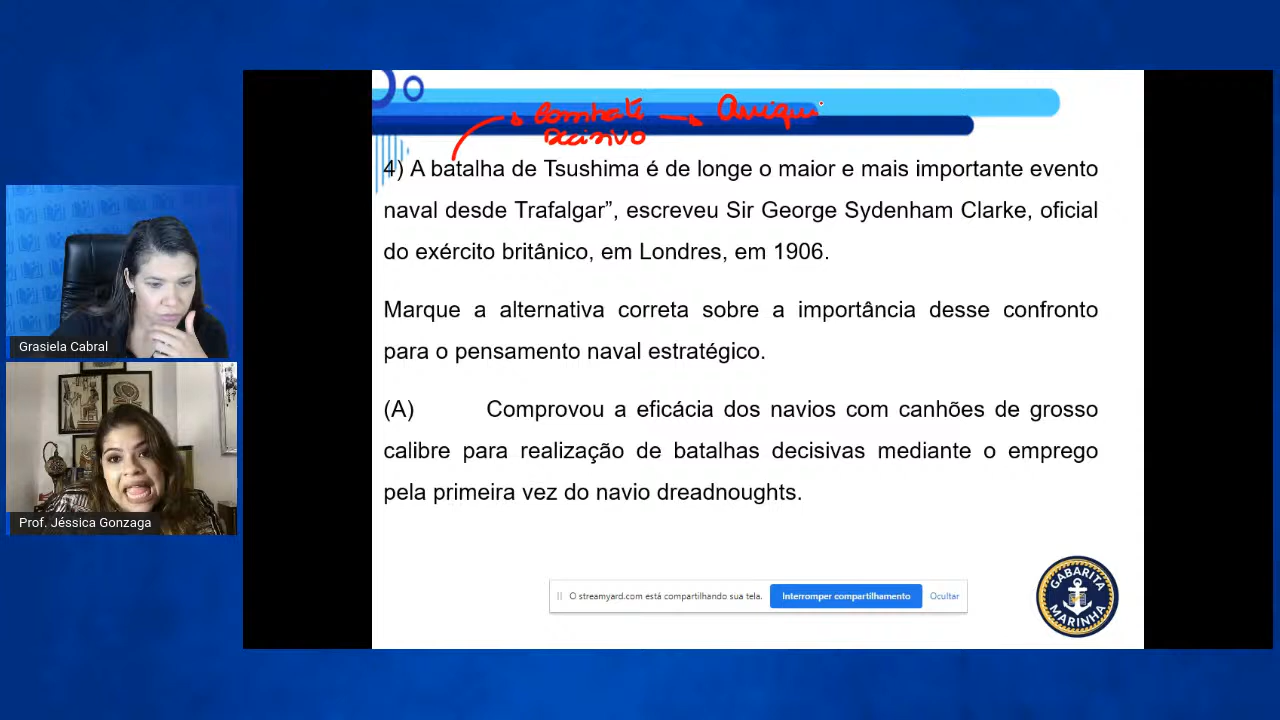 Combate
Decisivo
4) A batalha de Tsushima é de longe o maior e mais importante evento
naval desde Trafalgar”, escreveu Sir George Sydenham Clarke, oficial
do exército britânico, em Londres, em 1906.
Marque a alternativa correta sobre a importância desse confronto
para o pensamento naval estratégico.
(A) Comprovou a eficácia dos navios com canhões de grosso
calibre para realização de batalhas decisivas mediante o emprego
pela primeira vez do navio dreadnoughts.
Grasiela Cabral
Prof. Jéssica Gonzaga
O streamyard.com está compartilhando sua tela. Interromper compartilhamento Ocultar
GABARITA
MARINHA